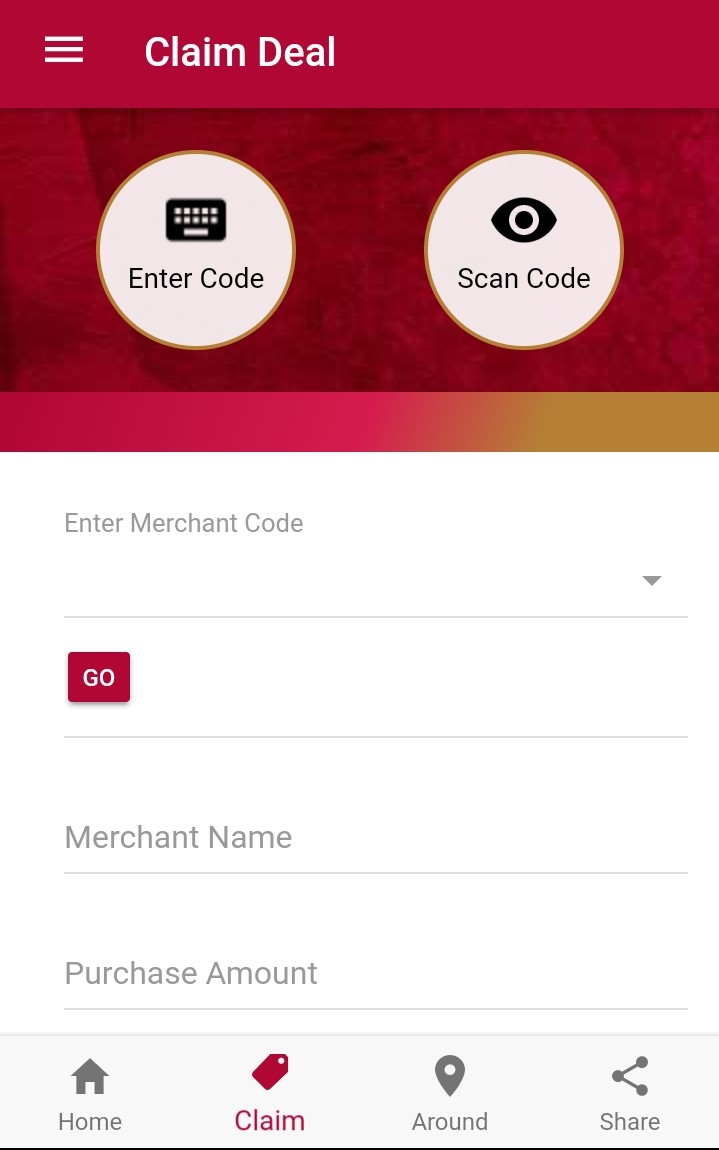 Claim Deal
Enter Code
Scan Code
Enter Merchant Code
GO
Merchant Name
Purchase Amount
Home
Claim
Around
Share